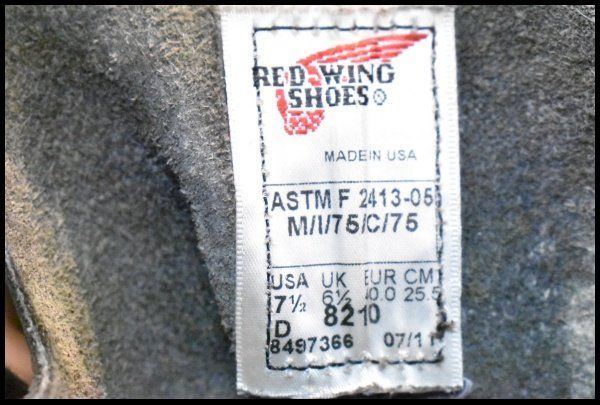 RED WING
SHOES®
MADE IN USA
ASTM F 2413-05
M/I/75/C/75
USA UK EUR CM
7½ 6½ 0.0 25.5
D 8210
8497366 07/11